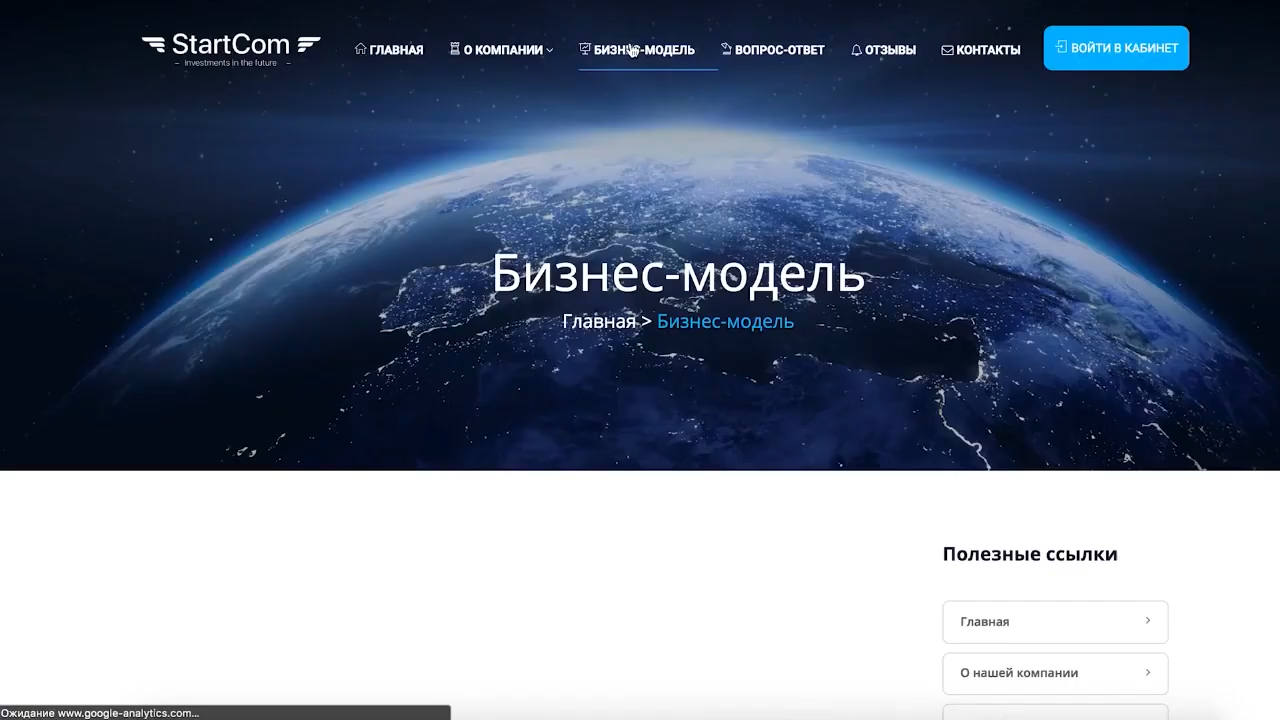 StartCom
– Investments in the future –
ГЛАВНАЯ
О КОМПАНИИ
БИЗНЕС-МОДЕЛЬ
ВОПРОС-ОТВЕТ
ОТЗЫВЫ
КОНТАКТЫ
ВОЙТИ В КАБИНЕТ
Бизнес-модель
Главная > Бизнес-модель
Полезные ссылки
Главная
О нашей компании
Ожидание www.google-analytics.com...